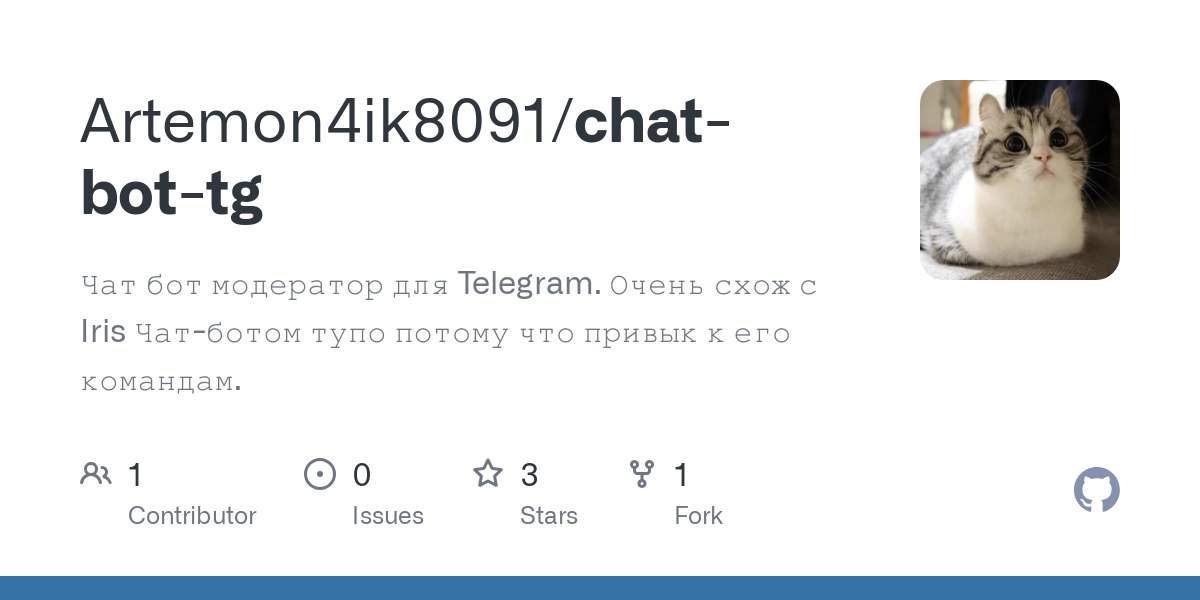 Artemon4ik8091/chat-
bot-tg
Чат бот модератор для Telegram. Очень схож с
Iris Чат-ботом тупо потому что привык к его
командам.
1 0 3 1
Contributor Issues Stars Fork